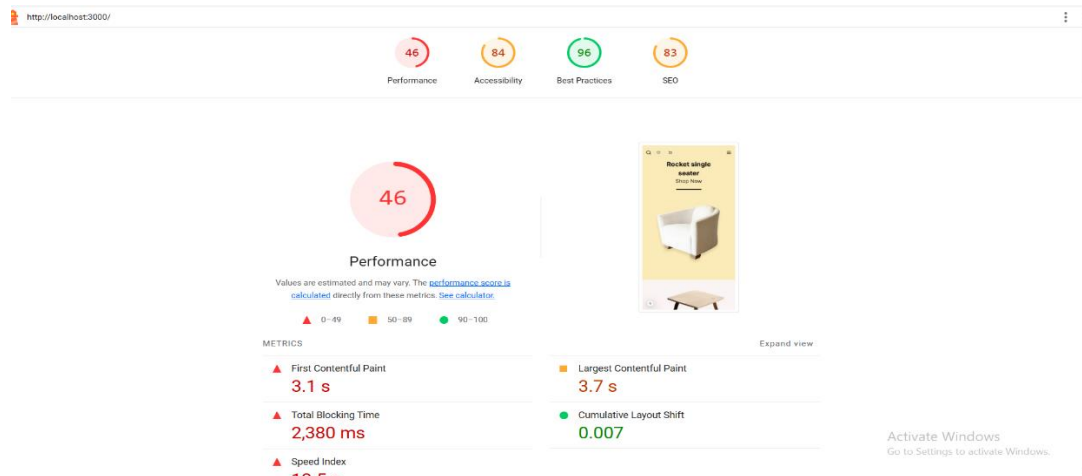 http://localhost:3000/
46
84
96
83
Performance
Accessibility
Best Practices
SEO
46
Performance
Values are estimated and may vary. The performance score is
calculated directly from these metrics. See calculator.
0–49
50–89
90–100
Rocket single
seater
Shop Now
METRICS
Expand view
First Contentful Paint
3.1 s
Largest Contentful Paint
3.7 s
Total Blocking Time
2,380 ms
Cumulative Layout Shift
0.007
Speed Index
Activate Windows
Go to Settings to activate Windows.